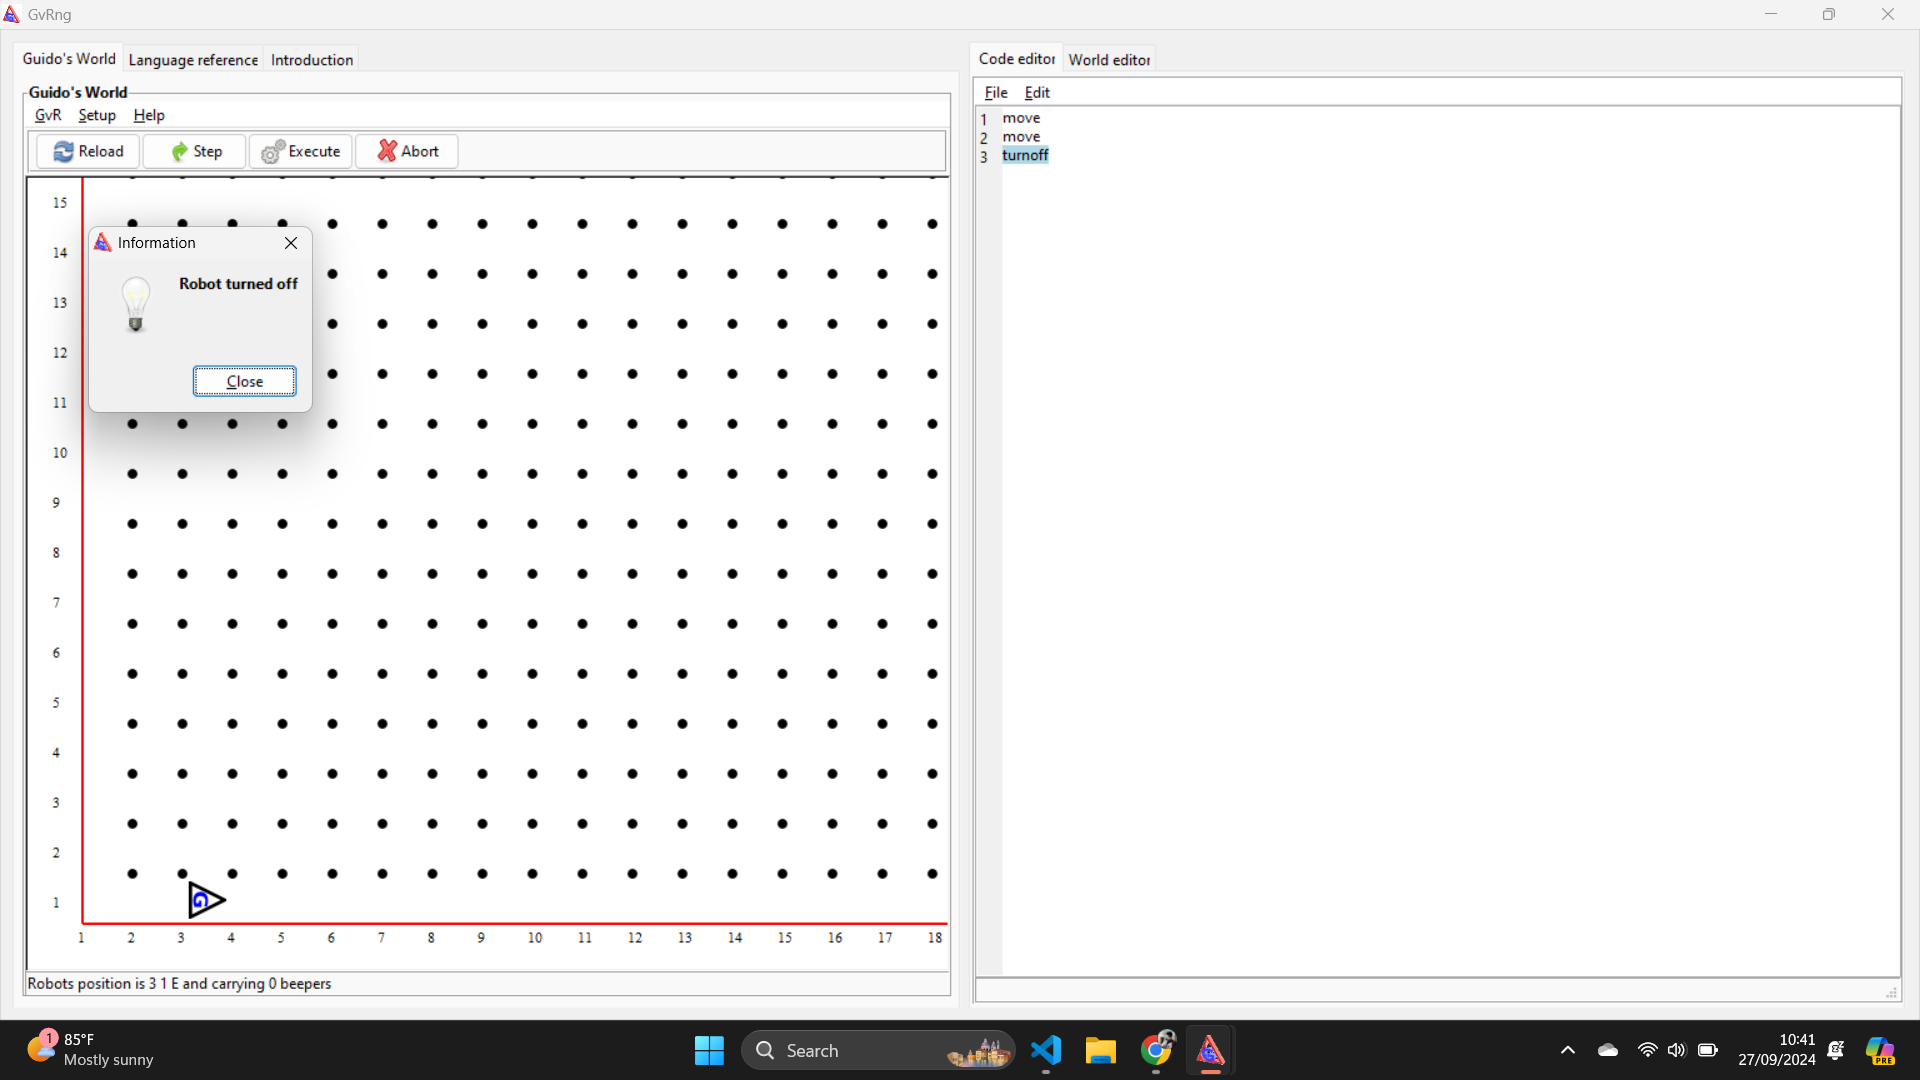 GvRng
Guido's World
Language reference
Introduction
Code editor
World editor
Guido's World
GvR
Setup
Help
Reload
Step
Execute
Abort
File
Edit
1 move
2 move
3 turnoff
15
14
13
12
11
10
9
8
7
6
5
4
3
2
1
Information
Robot turned off
Close
G
1 2 3 4 5 6 7 8 9 10 11 12 13 14 15 16 17 18
Robots position is 3 1 E and carrying 0 beepers
1
85°F
Mostly sunny
Search
10:41
27/09/2024
PRE